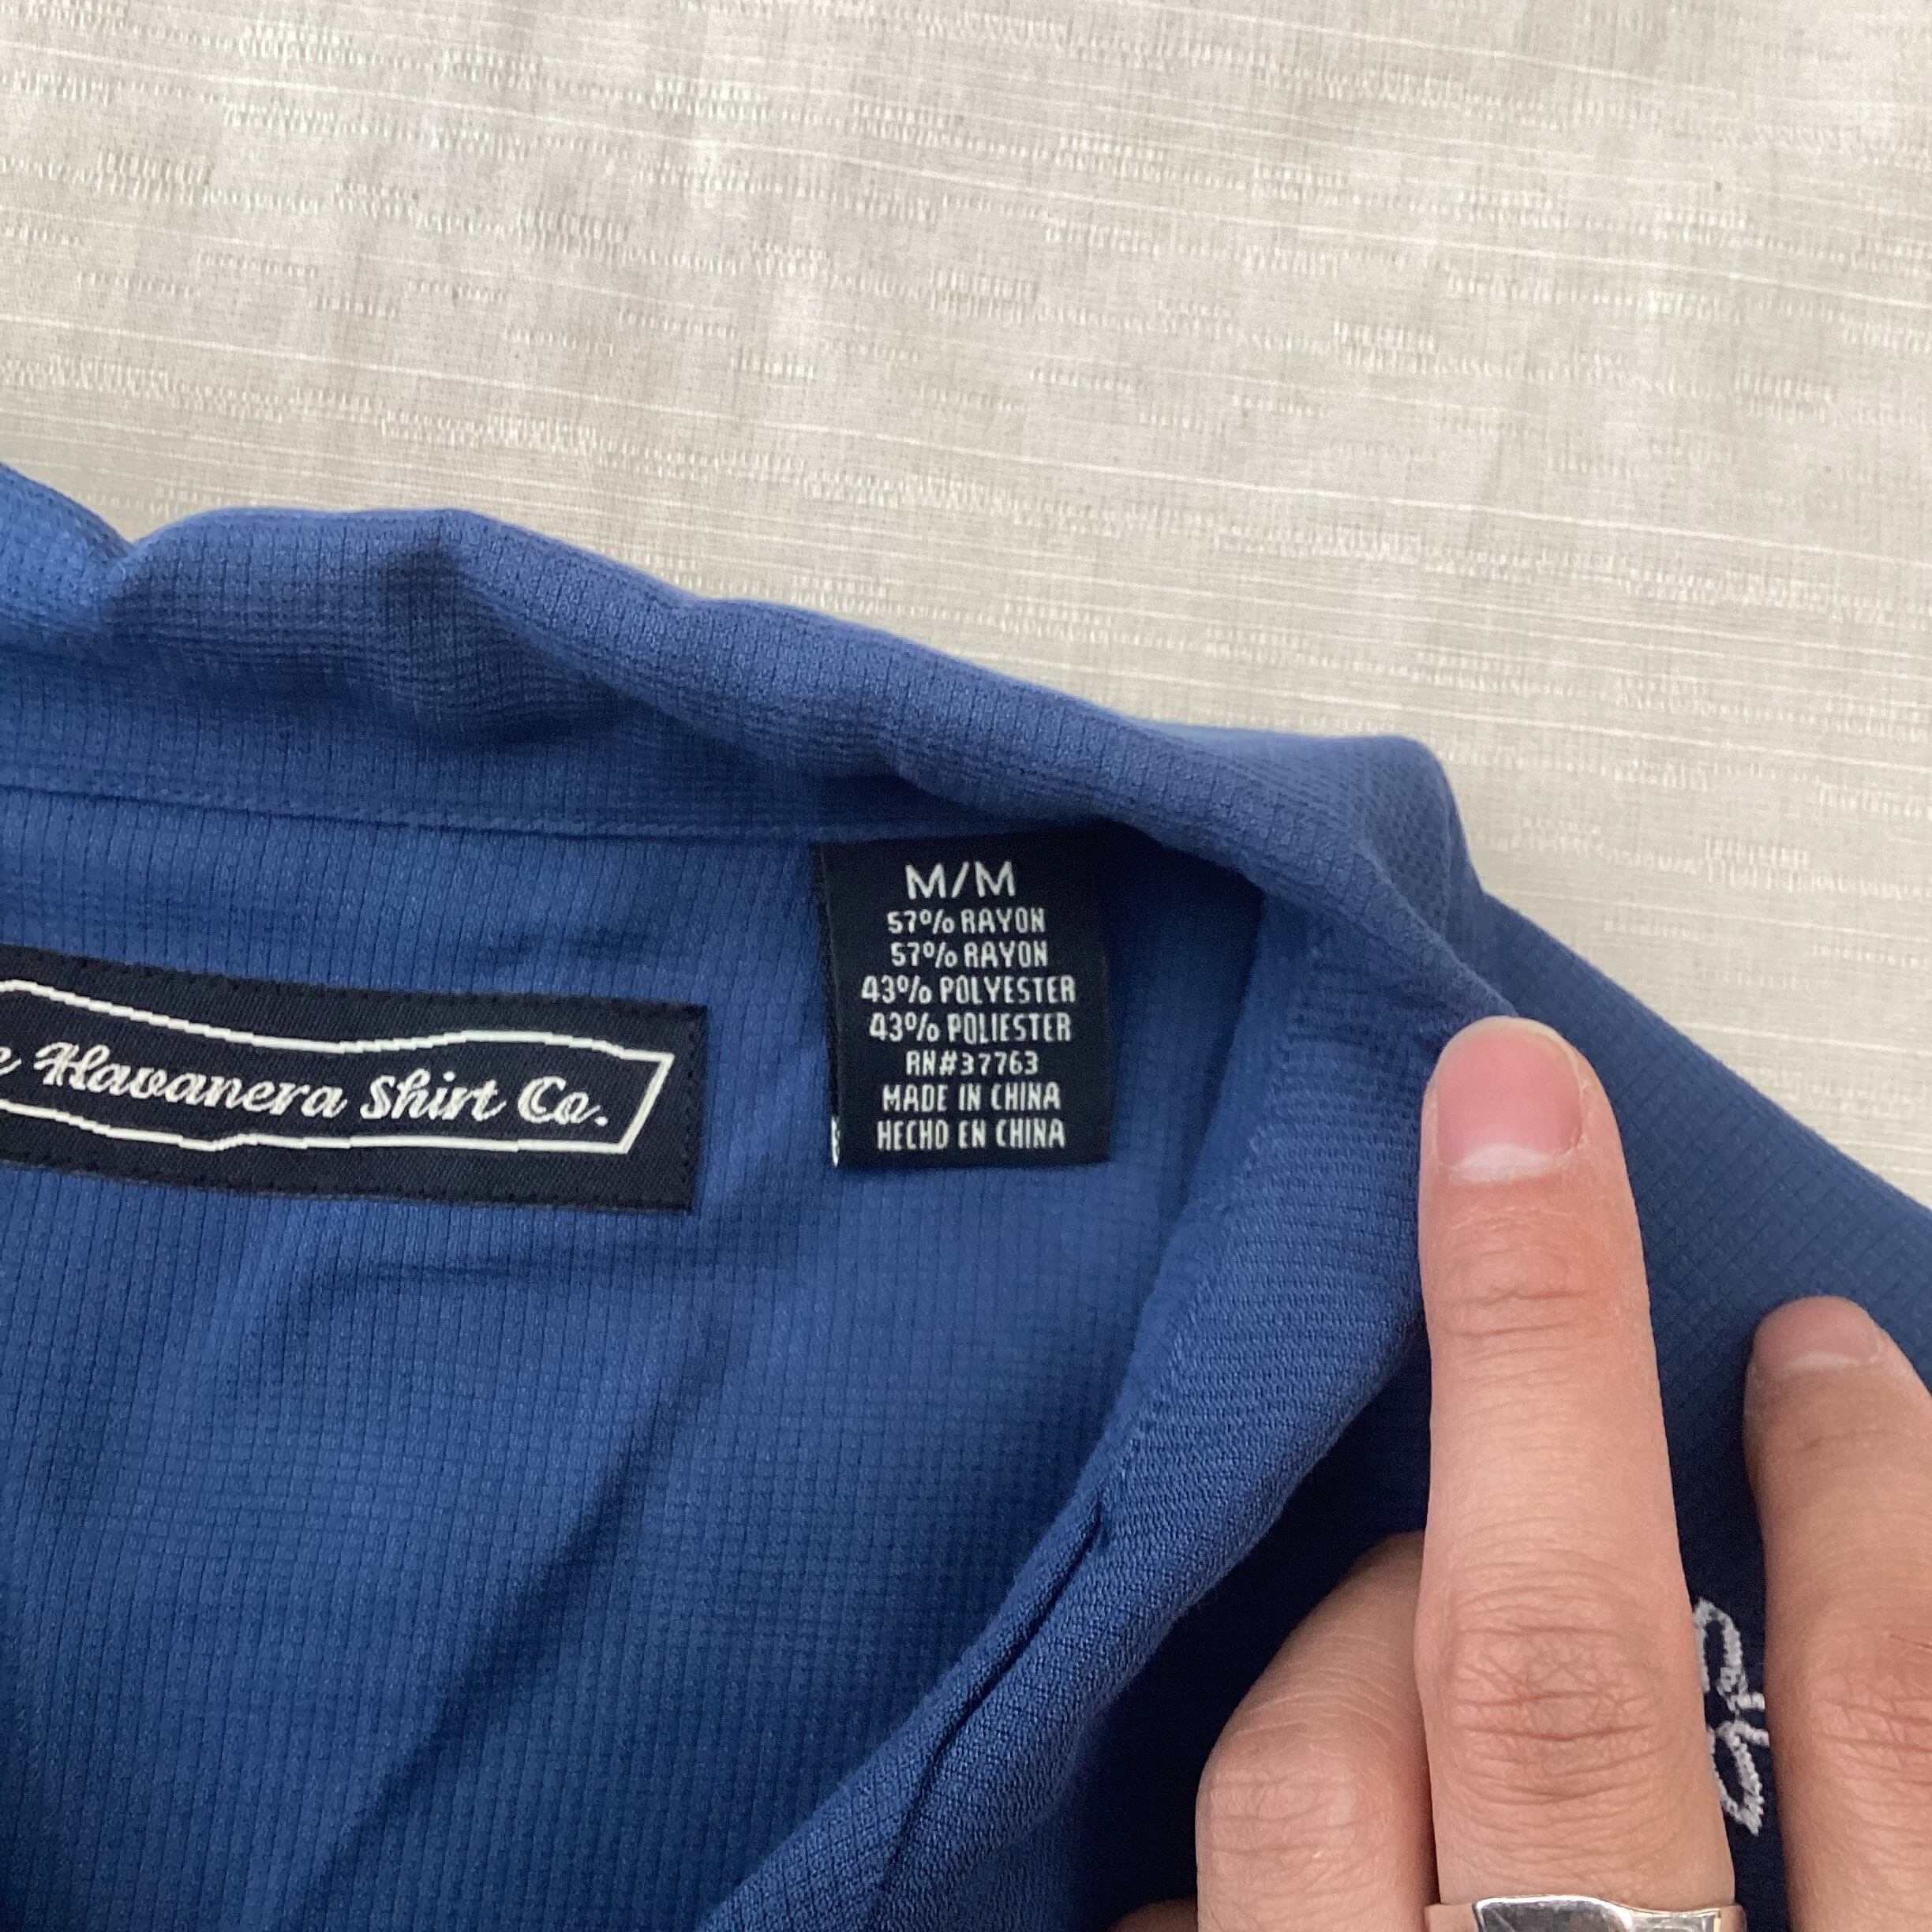 Havanera Shirt Co.
M/M
57% RAYON
57% RAYON
43% POLYESTER
43% POLIESTER
RN#37763
MADE IN CHINA
HECHO EN CHINA